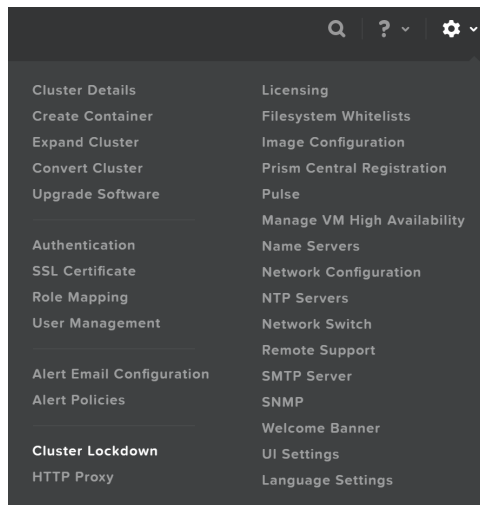 ?
Cluster Details
Create Container
Expand Cluster
Convert Cluster
Upgrade Software
Authentication
SSL Certificate
Role Mapping
User Management
Alert Email Configuration
Alert Policies
Cluster Lockdown
HTTP Proxy
Licensing
Filesystem Whitelists
Image Configuration
Prism Central Registration
Pulse
Manage VM High Availability
Name Servers
Network Configuration
NTP Servers
Network Switch
Remote Support
SMTP Server
SNMP
Welcome Banner
UI Settings
Language Settings